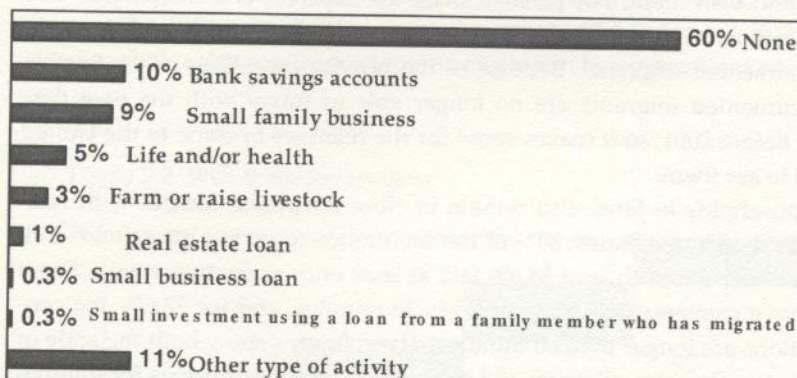 60% None
10% Bank savings accounts
9% Small family business
5% Life and/or health
3% Farm or raise livestock
1% Real estate loan
0.3% Small business loan
0.3% Small investment using a loan from a family member who has migrated
11% Other type of activity